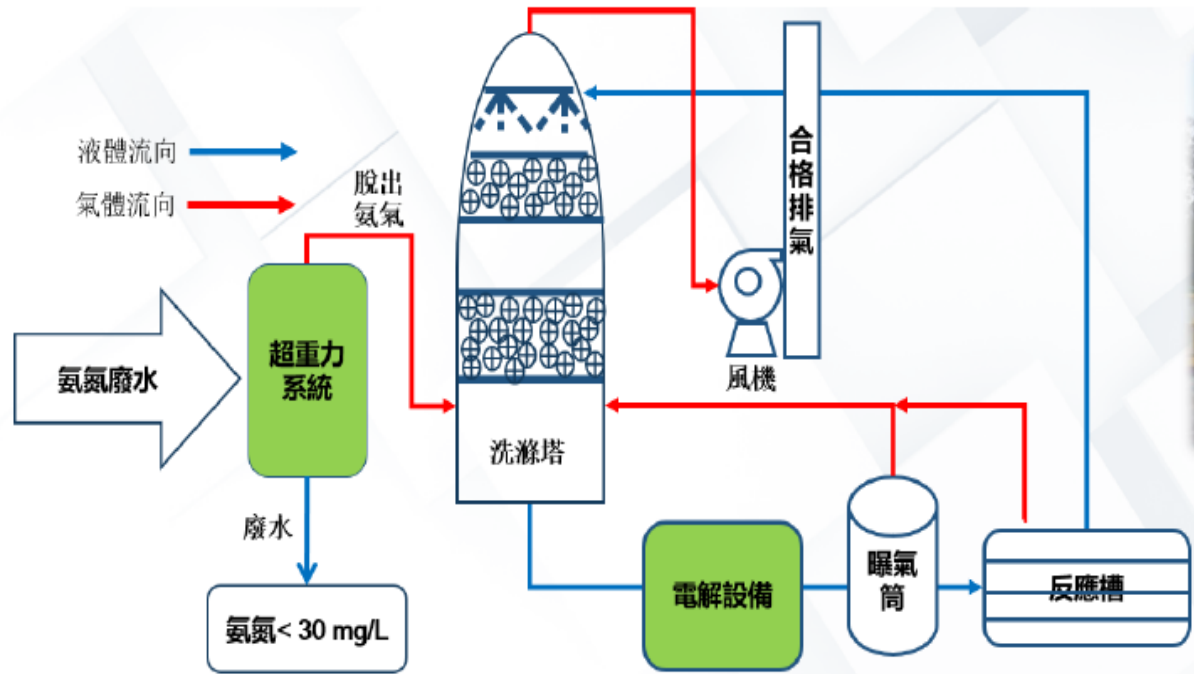 液體流向
氣體流向
脫出
氨氣
合格排氣
氨氮廢水
超重力
系統
風機
洗滌塔
廢水
氨氮< 30 mg/L
電解設備
曝氣
筒
反應槽